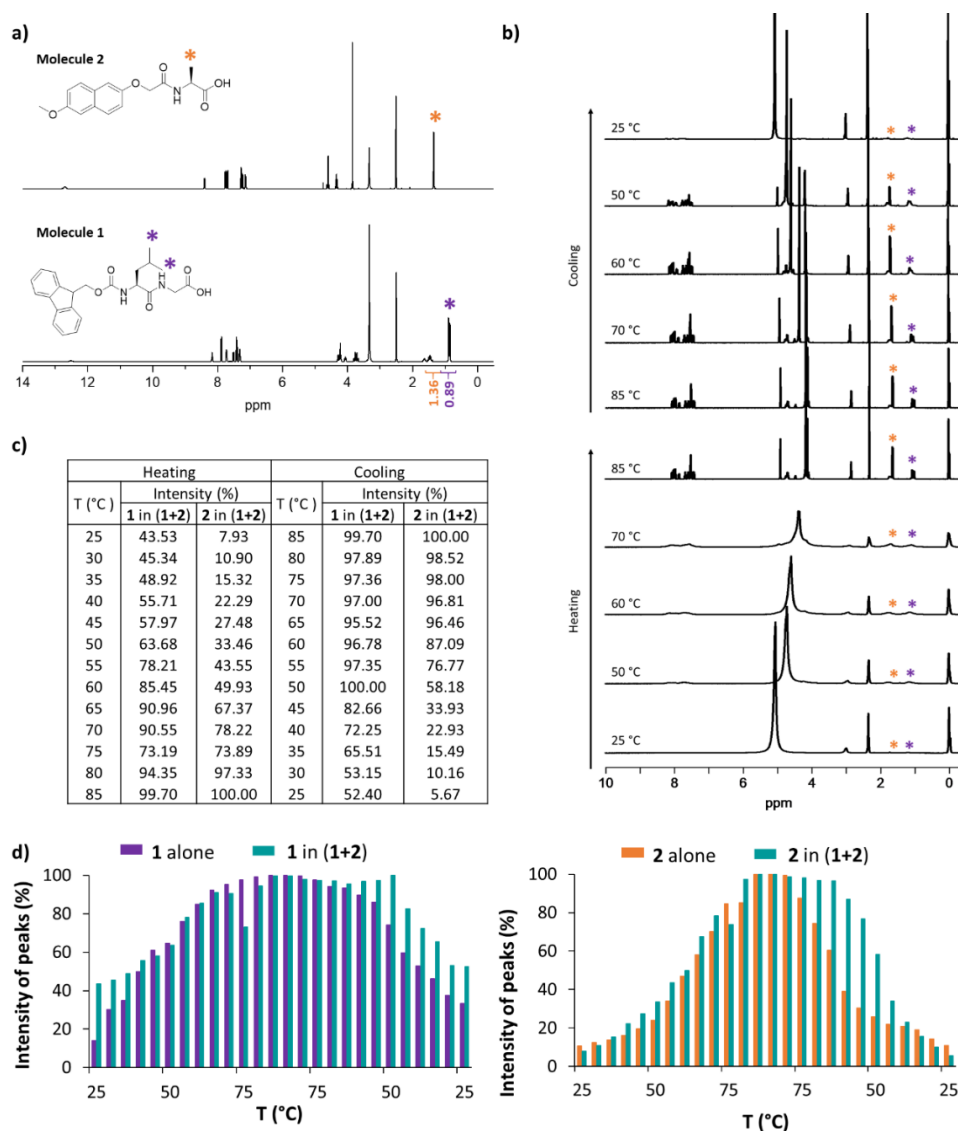 a)
Molecule 2
*
O
N
H
O
O
OH
*
Molecule 1
*
*
O
O
N
H
O
H
N
O
OH
*
14 12 10 8 6 4 2 0
ppm
1.36
0.89
b)
Cooling
25 °C * *
50 °C * *
60 °C * *
70 °C * *
85 °C * *
Heating
85 °C * *
70 °C * *
60 °C * *
50 °C * *
25 °C * *
10 8 6 4 2 0
ppm
c)
Heating Cooling
T (°C) Intensity (%) T (°C ) Intensity (%)
1 in (1+2) 2 in (1+2) 1 in (1+2) 2 in (1+2)
25 43.53 7.93 85 99.70 100.00
30 45.34 10.90 80 97.89 98.52
35 48.92 15.32 75 97.36 98.00
40 55.71 22.29 70 97.00 96.81
45 57.97 27.48 65 95.52 96.46
50 63.68 33.46 60 96.78 87.09
55 78.21 43.55 55 97.35 76.77
60 85.45 49.93 50 100.00 58.18
65 90.96 67.37 45 82.66 33.93
70 90.55 78.22 40 72.25 22.93
75 73.19 73.89 35 65.51 15.49
80 94.35 97.33 30 53.15 10.16
85 99.70 100.00 25 52.40 5.67
d)
1 alone 1 in (1+2)
Intensity of peaks (%)
100
80
60
40
20
0
25 50 75 75 50 25
T (°C)
2 alone 2 in (1+2)
Intensity of peaks (%)
100
80
60
40
20
0
25 50 75 75 50 25
T (°C)